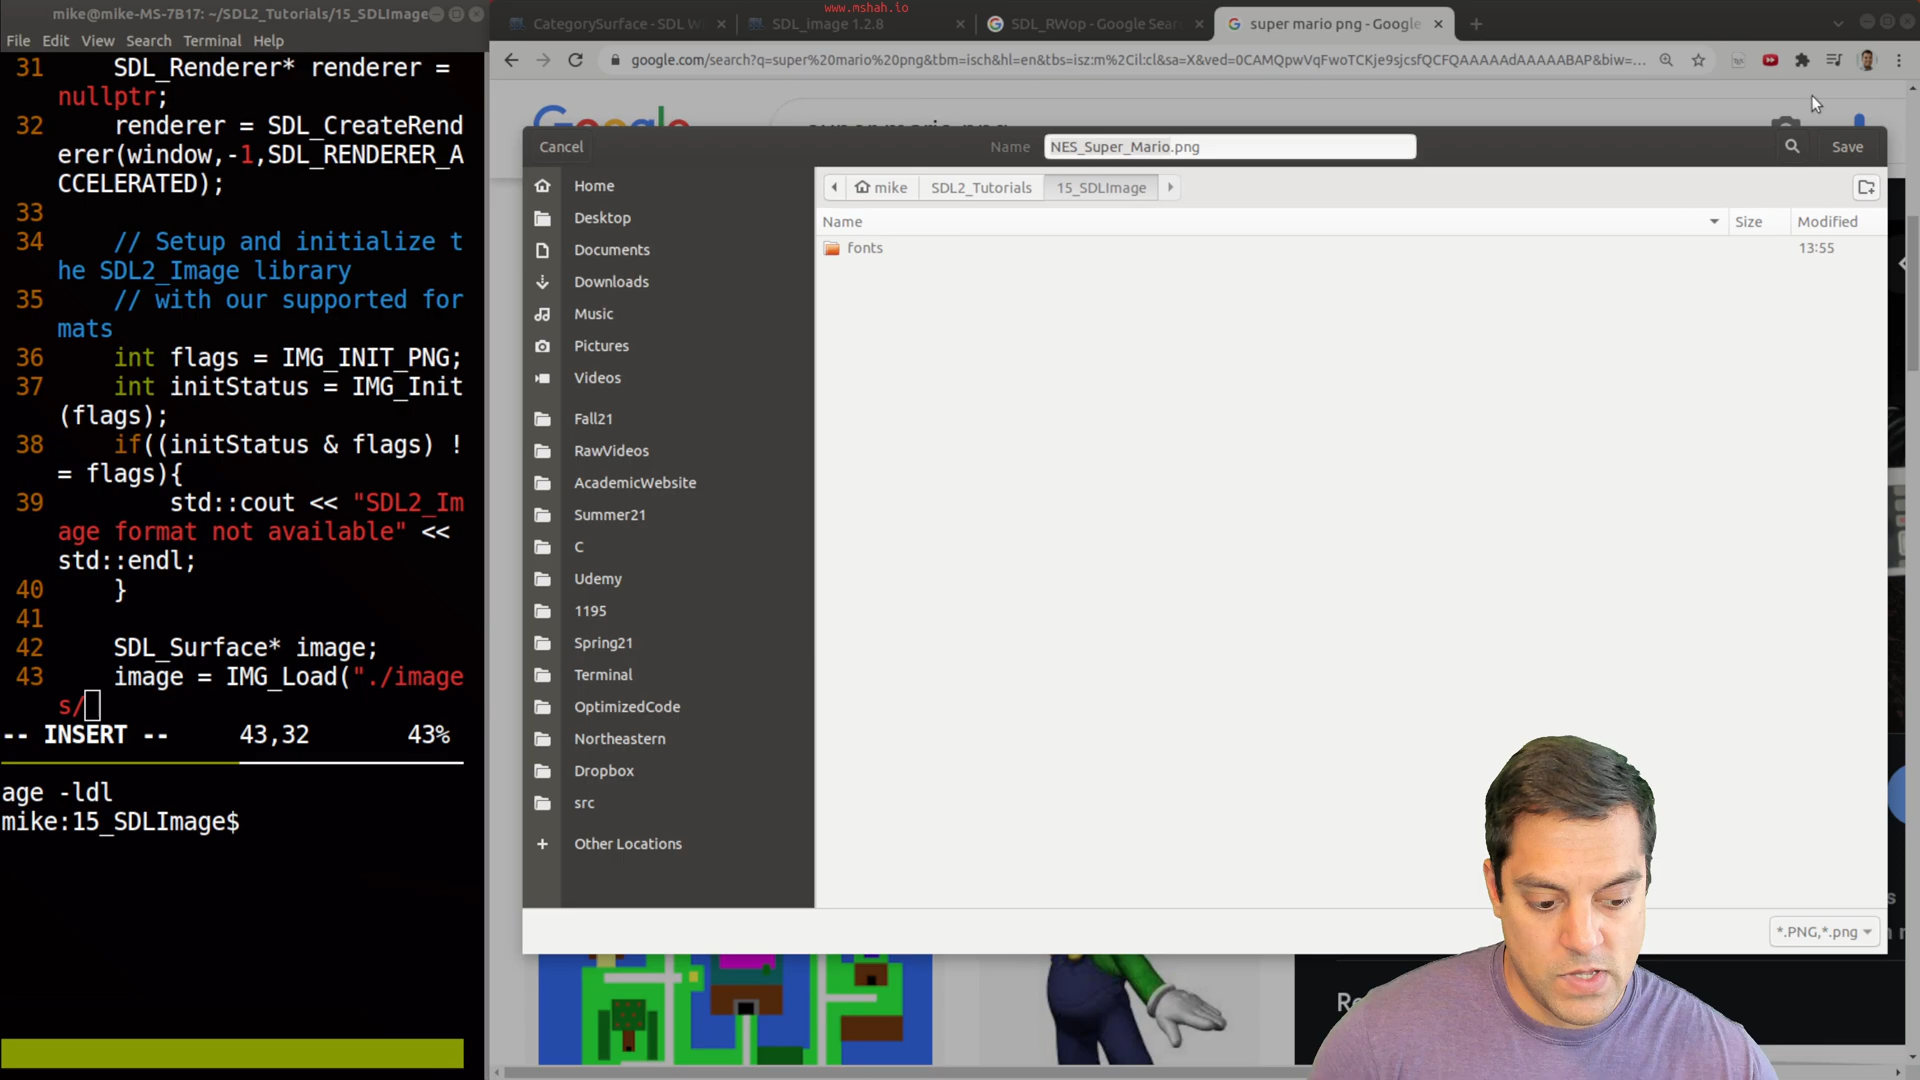 www.mshah.io
mike@mike-MS-7B17: ~/SDL2_Tutorials/15_SDLImage
File Edit View Search Terminal Help
31 SDL_Renderer* renderer =
nullptr;
32 renderer = SDL_CreateRend
erer(window,-1,SDL_RENDERER_A
CCELERATED);
33
34 // Setup and initialize t
he SDL2_Image library
35 // with our supported for
mats
36 int flags = IMG_INIT_PNG;
37 int initStatus = IMG_Init
(flags);
38 if((initStatus & flags) !
= flags){
39 std::cout << "SDL2_Im
age format not available" <<
std::endl;
40 }
41
42 SDL_Surface* image;
43 image = IMG_Load("./image
s/
-- INSERT -- 43,32 43%
age -ldl
mike:15_SDLImage$
CategorySurface - SDL W
SDL_image 1.2.8
SDL_RWop - Google Sear
super mario png - Google
google.com/search?q=super%20mario%20png&tbm=isch&hl=en&tbs=isz:m%2Cil:cl&sa=X&ved=0CAMQpwVqFwoTCKje9sjcsfQCFQAAAAAdAAAAABAP&biw=...
Google
super mario png
Cancel Name NES_Super_Mario.png Save
mike SDL2_Tutorials 15_SDLImage
Name Size Modified
fonts 13:55
Home
Desktop
Documents
Downloads
Music
Pictures
Videos
Fall21
RawVideos
AcademicWebsite
Summer21
C
Udemy
1195
Spring21
Terminal
OptimizedCode
Northeastern
Dropbox
src
+ Other Locations
*.PNG,*.png